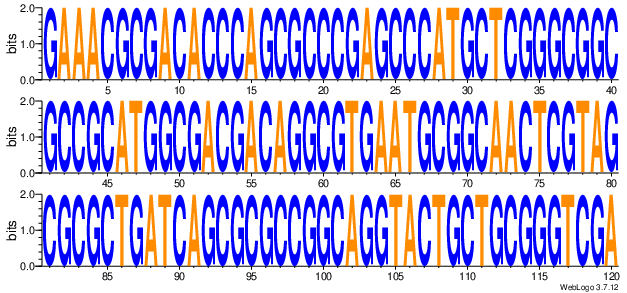 2.0
bits
1.0
0.0
GAAACGCGACACCCAGCGCCCGAGCCCATGCTCGGGCGGC
5 10 15 20 25 30 35 40
2.0
bits
1.0
0.0
GCCGCATGGCGACGACAGGCGTGAATGCGGCAACTCGTAG
45 50 55 60 65 70 75 80
2.0
bits
1.0
0.0
CGCGCTGATCAGCGCGCCGGCAGGTACTGCTGCGGGTCGA
85 90 95 100 105 110 115 120
WebLogo 3.7.12